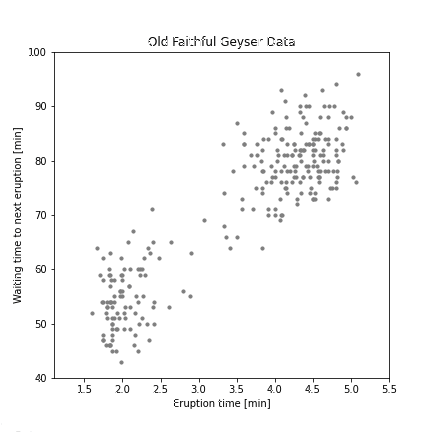 Old Faithful Geyser Data
100
90
80
70
60
50
40
Waiting time to next eruption [min]
1.5 2.0 2.5 3.0 3.5 4.0 4.5 5.0 5.5
Eruption time [min]